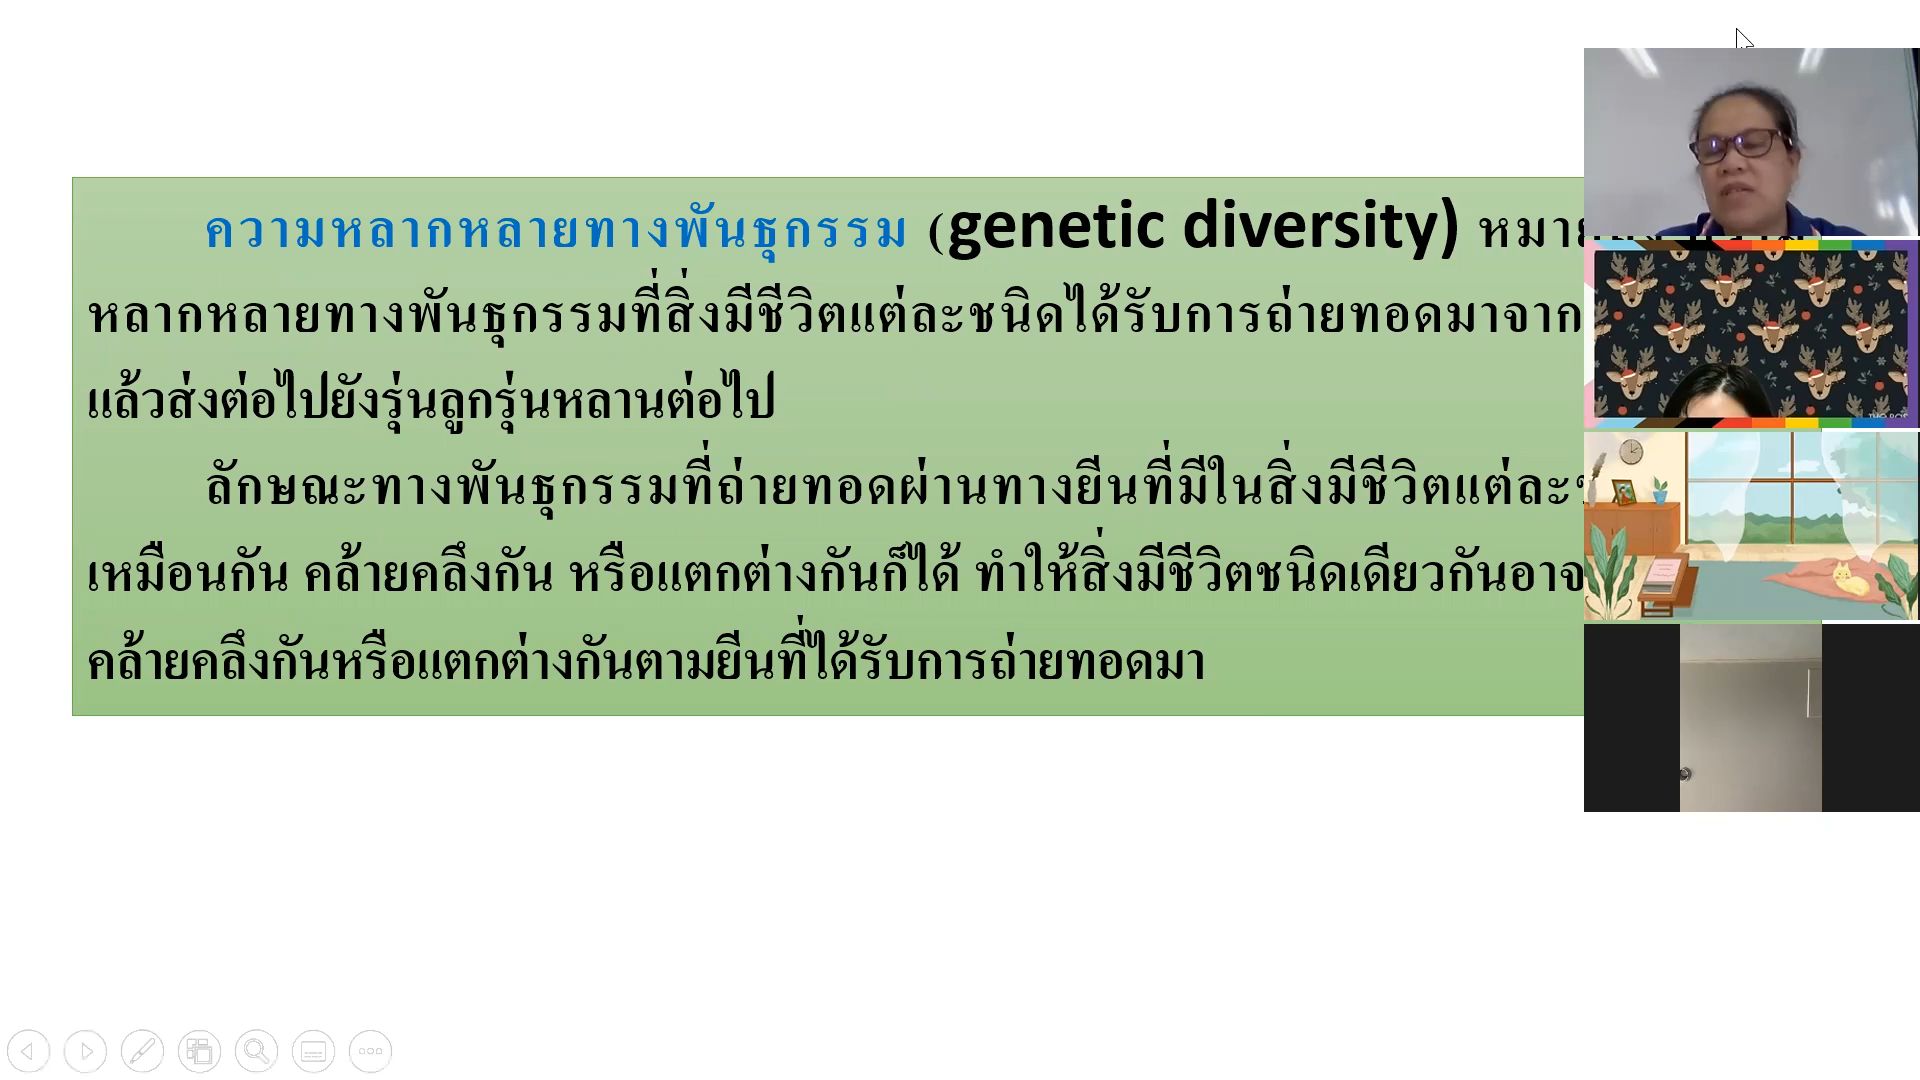 ความหลากหลายทางพันธุกรรม (genetic diversity)
หลากหลายทางพันธุกรรมที่สิ่งมีชีวิตแต่ละชนิดได้รับการถ่ายทอดมาจาก
แล้วส่งต่อไปยังรุ่นลูกรุ่นหลานต่อไป
ลักษณะทางพันธุกรรมที่ถ่ายทอดผ่านทางยีนที่มีในสิ่งมีชีวิตแต่ละ
เหมือนกัน คล้ายคลึงกัน หรือแตกต่างกันก็ได้ ทำให้สิ่งมีชีวิตชนิดเดียวกันอาจ
คล้ายคลึงกันหรือแตกต่างกันตามยีนที่ได้รับการถ่ายทอดมา